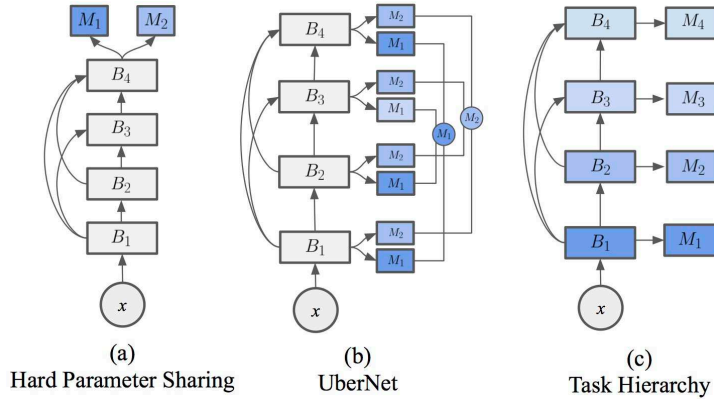 M1 M2
B4
B3
B2
B1
x
(a)
Hard Parameter Sharing
B4 M2
M1
B3 M2
M1
M1 M2
B2 M2
M1
B1 M2
M1
x
(b)
UberNet
B4 M4
B3 M3
B2 M2
B1 M1
x
(c)
Task Hierarchy